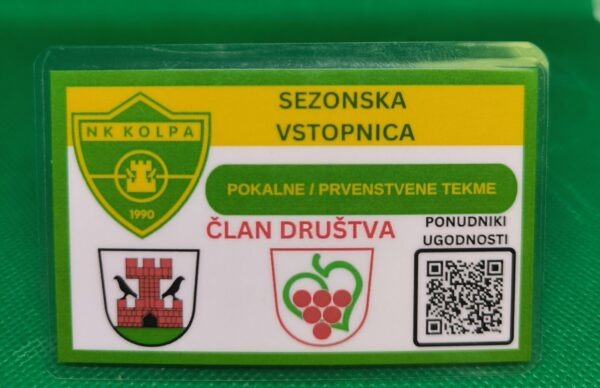 SEZONSKA
VSTOPNICA
NK KOLPA
1990
POKALNE / PRVENSTVENE TEKME
ČLAN DRUŠTVA
PONUDNIKI
UGODNOSTI